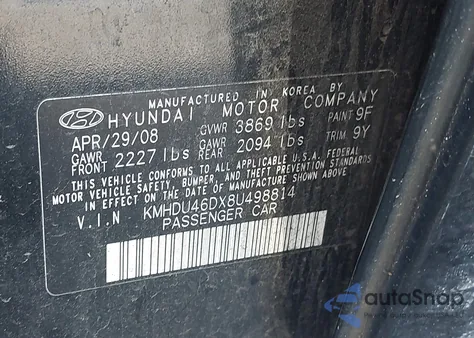 MANUFACTURED IN KOREA BY
HYUNDAI MOTOR COMPANY
APR/29/08 GVWR 3869 lbs PAINT 9F
GAWR FRONT 2227 lbs GAWR REAR 2094 lbs TRIM 9Y
THIS VEHICLE CONFORMS TO ALL APPLICABLE U.S.A. FEDERAL
MOTOR VEHICLE SAFETY, BUMPER, AND THEFT PREVENTION STANDARDS
IN EFFECT ON THE DATE OF MANUFACTURE SHOWN ABOVE.
V.I.N KMHDU46DX8U498814
PASSENGER CAR
autoSnap